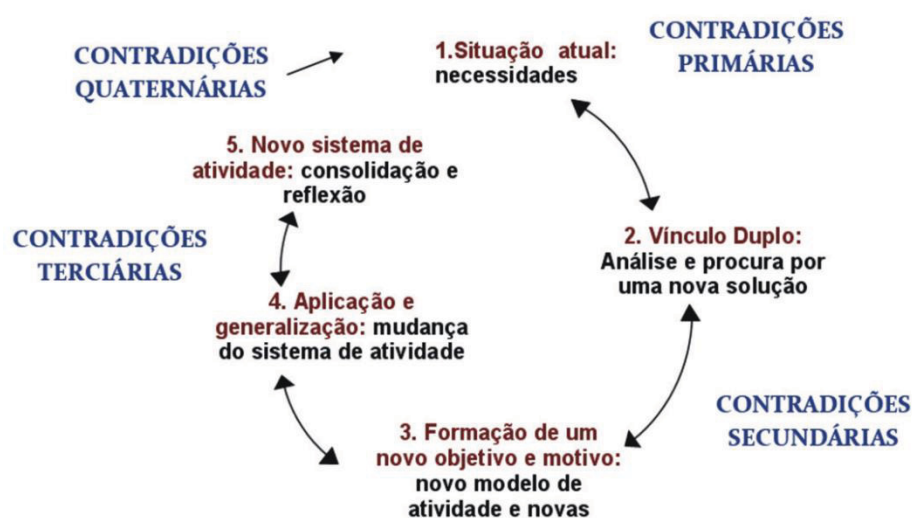 CONTRADIÇÕES
QUATERNÁRIAS
1.Situação atual:
necessidades
CONTRADIÇÕES
PRIMÁRIAS
5. Novo sistema de
atividade: consolidação e
reflexão
CONTRADIÇÕES
TERCIÁRIAS
2. Vínculo Duplo:
Análise e procura por
uma nova solução
4. Aplicação e
generalização: mudança
do sistema de atividade
CONTRADIÇÕES
SECUNDÁRIAS
3. Formação de um
novo objetivo e motivo:
novo modelo de
atividade e novas